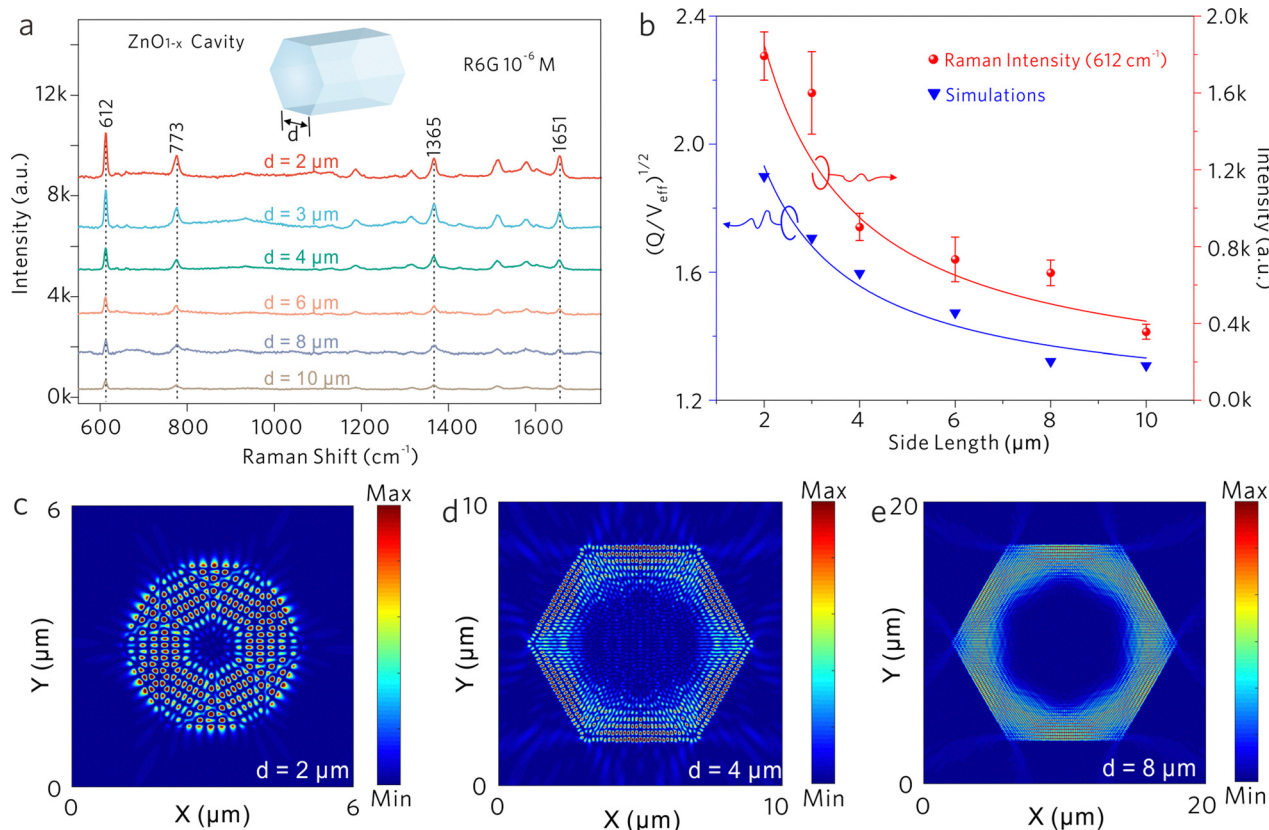 a
ZnO1-x Cavity
R6G 10⁻⁶ M
d
612
773
1365
1651
d = 2 μm
d = 3 μm
d = 4 μm
d = 6 μm
d = 8 μm
d = 10 μm
12k
8k
4k
0k
Intensity (a.u.)
600 800 1000 1200 1400 1600
Raman Shift (cm⁻¹)
b
2.4
2.0
1.6
1.2
(Q/Veff)1/2
Raman Intensity (612 cm⁻¹)
Simulations
2.0k
1.6k
1.2k
0.8k
0.4k
0.0k
Intensity (a.u.)
2 4 6 8 10
Side Length (μm)
c
6
Y (μm)
0
d = 2 μm
0 6
X (μm)
Max
Min
d
10
Y (μm)
0
d = 4 μm
0 10
X (μm)
Max
Min
e
20
Y (μm)
0
d = 8 μm
0 20
X (μm)
Max
Min